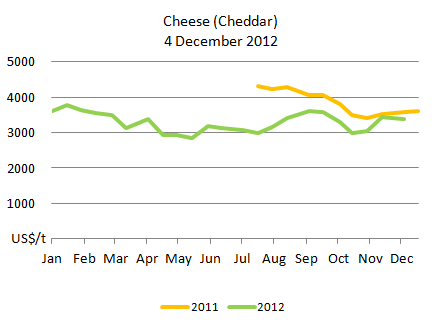 Cheese (Cheddar)
4 December 2012
5000
4000
3000
2000
1000
US$/t
Jan Feb Mar Apr May Jun Jul Aug Sep Oct Nov Dec
2011 2012